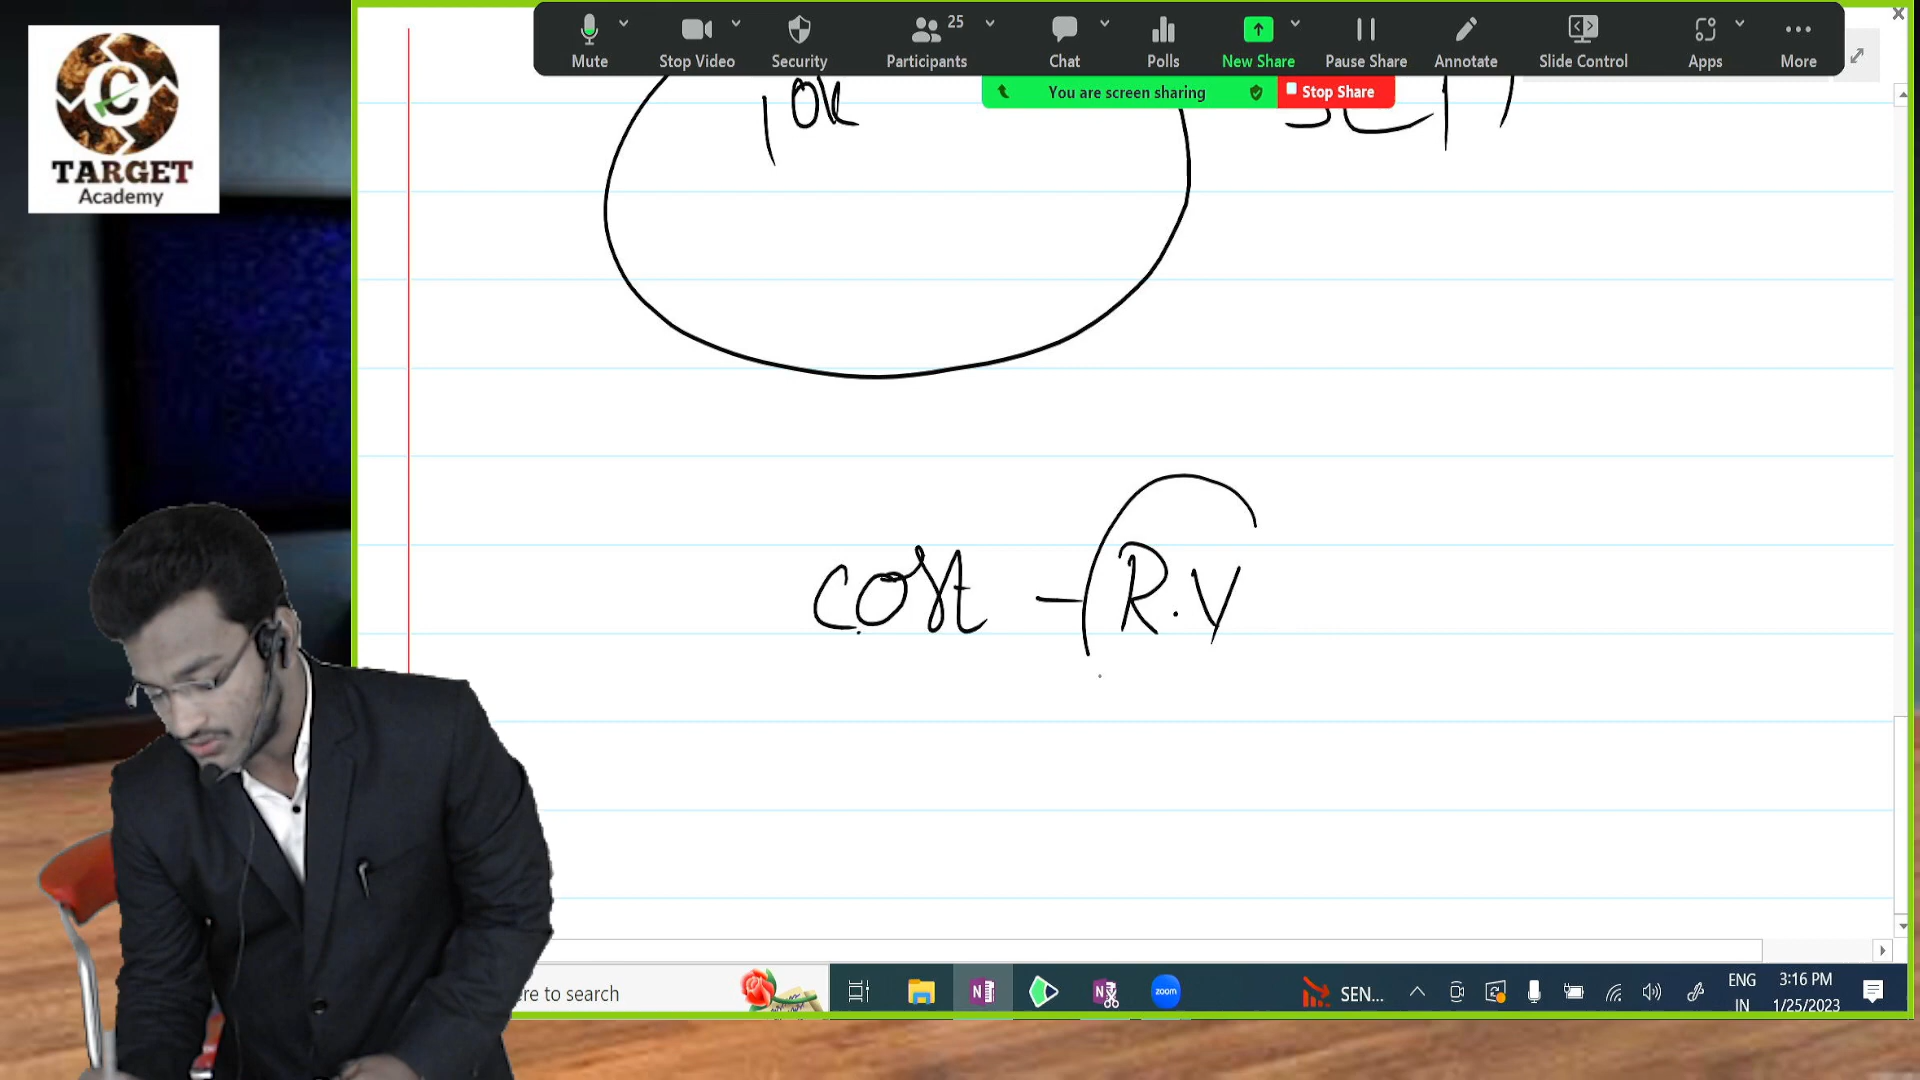 Mute
Stop Video
Security
Participants
25
Chat
Polls
New Share
Pause Share
Annotate
Slide Control
Apps
More
You are screen sharing
Stop Share
C
TARGET
Academy
10k
cost - R.V
ere to search
zoom
SEN...
ENG
IN
3:16 PM
1/25/2023